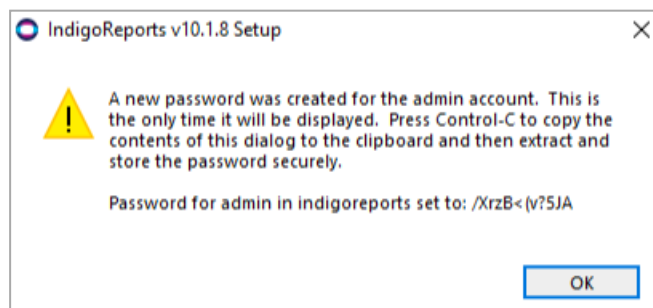 IndigoReports v10.1.8 Setup
A new password was created for the admin account.  This is
the only time it will be displayed.  Press Control-C to copy the
contents of this dialog to the clipboard and then extract and
store the password securely.
Password for admin in indigoreports set to: /XrzB<(v?5JA
OK